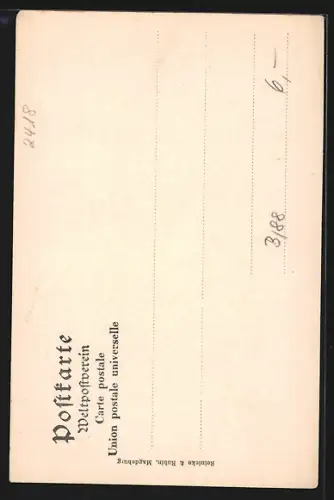 Postkarte
Weltpostverein
Carte postale
Union postale universelle
Reinicke & Rubin, Magdeburg
2418
3/88
6,–